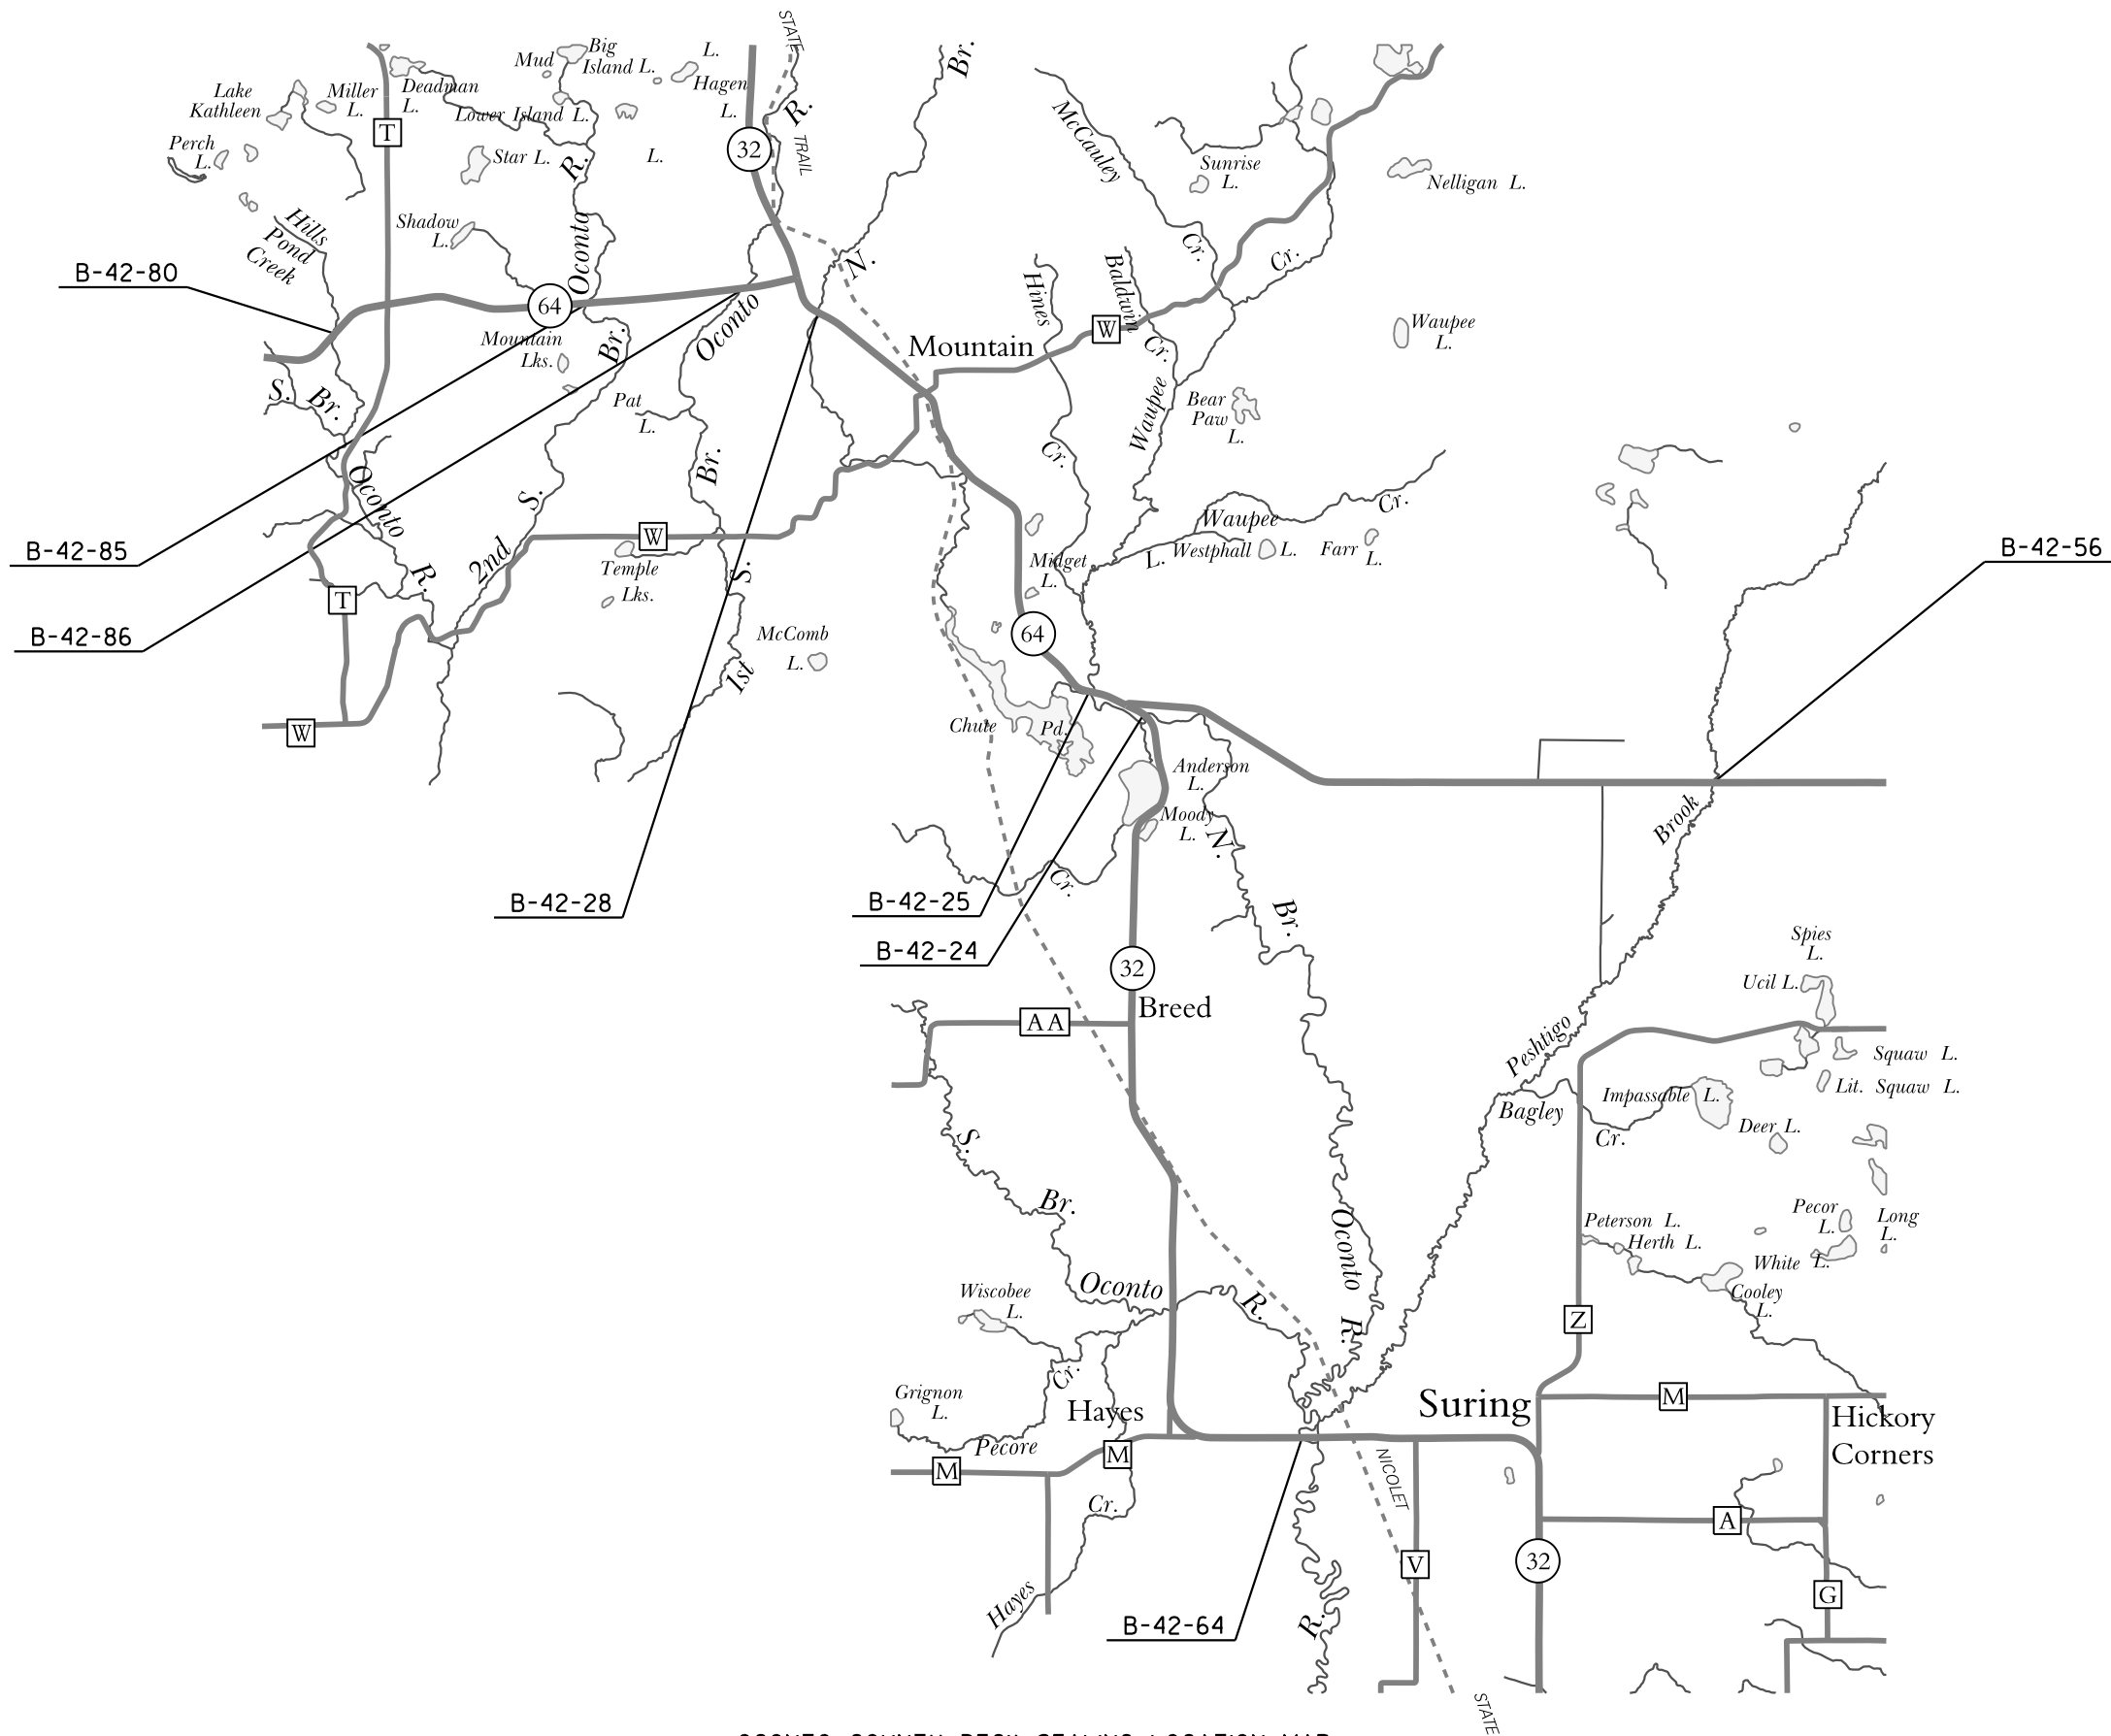 STATE
TRAIL
Big
Island L.
Mud
L.
Hagen
L.
Br.
R.
Lake
Kathleen
Miller
L.
Deadman
L.
Lower Island L.
T
32
McCauley
Perch
L.
Star L.
R.
L.
Sunrise
L.
Nelligan L.
Hills
Pond
Creek
Shadow
L.
Oconto
N.
Cr.
Cr.
B-42-80
64
Hines
Baldwin
Oconto
Mountain
Lks.
Br.
Mountain
W
Cr.
Waupee
L.
S.
Br.
Pat
L.
Waupee
Bear
Paw
L.
Cr.
Br.
Oconto
S.
Cr.
B-42-85
W
Waupee
Westphall L.
Farr
L.
L.
B-42-56
2nd
R.
Temple
Lks.
S.
Midget
L.
T
B-42-86
McComb
L.
64
1st
W
Chute Pd.
Anderson
L.
Moody
L.
N.
Brook
B-42-28
B-42-25
Cr.
Br.
B-42-24
32
Spies
L.
Ucil L.
Breed
AA
Peshtigo
Squaw L.
Lit. Squaw L.
Impassable L.
Bagley
Cr.
Deer L.
S.
Br.
Oconto
Peterson L.
Herth L.
Pecor
L.
Long
L.
White L.
Cooley
L.
Oconto
Wiscobee
L.
R.
R.
Z
Cr.
Grignon
L.
Hayes
Suring
M
Hickory
Corners
Pecore
M
M
NICOLET
Cr.
A
V
32
Hayes
G
B-42-64
R.
STATE